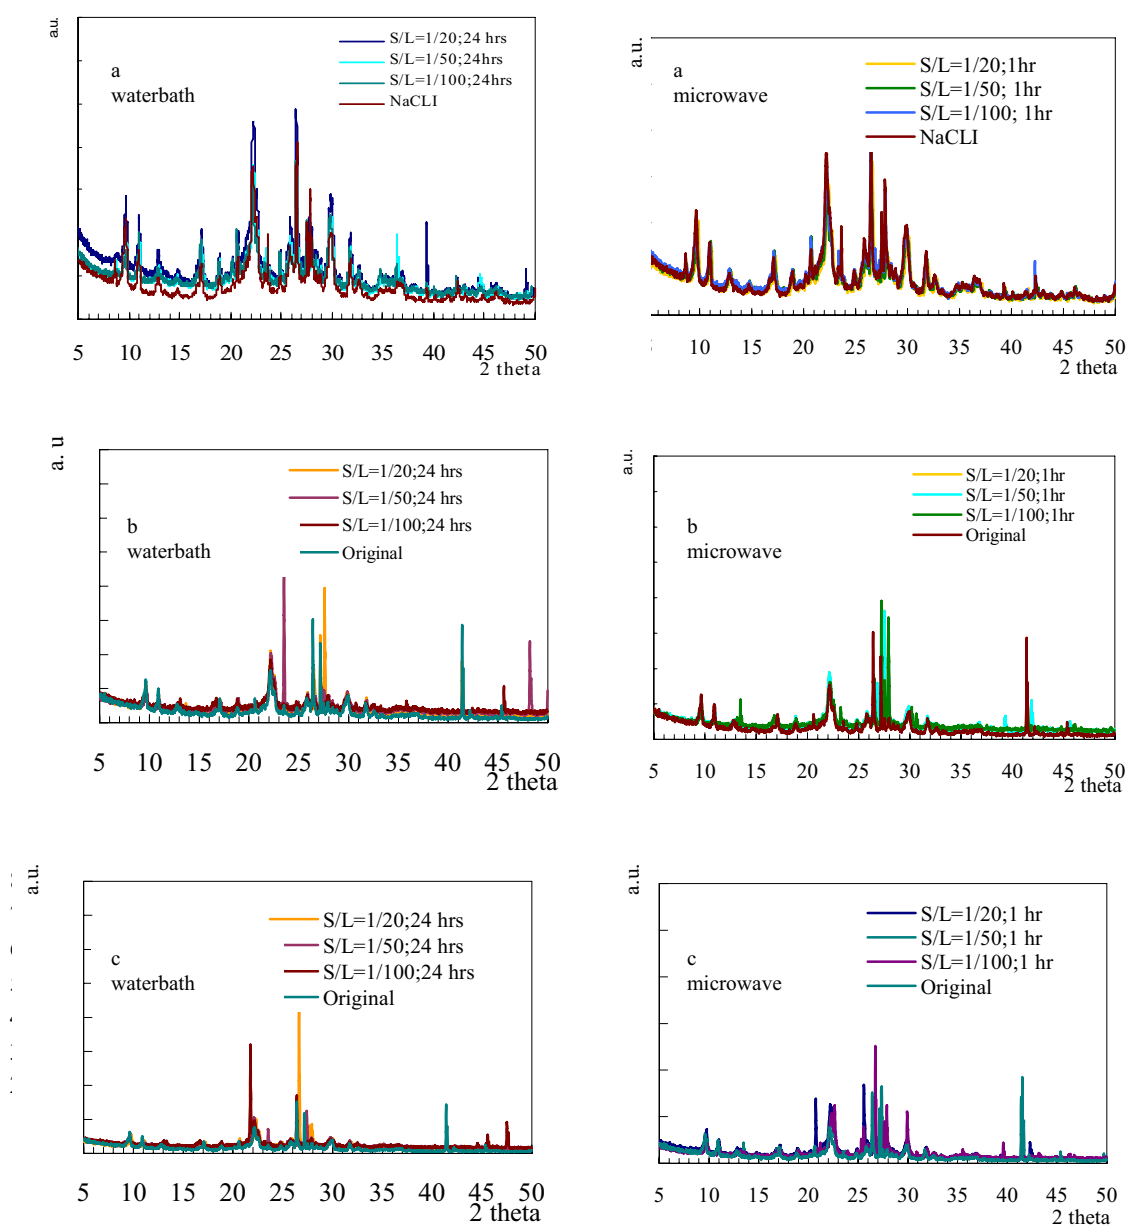 a.u.
S/L=1/20;24 hrs
S/L=1/50;24hrs
S/L=1/100;24hrs
NaCLI
a
waterbath
5 10 15 20 25 30 35 40 45 50
2 theta
a.u.
S/L=1/20;1hr
S/L=1/50; 1hr
S/L=1/100; 1hr
NaCLI
a
microwave
10 15 20 25 30 35 40 45 50
2 theta
a. u
S/L=1/20;24 hrs
S/L=1/50;24 hrs
S/L=1/100;24 hrs
Original
b
waterbath
5 10 15 20 25 30 35 40 45 50
2 theta
a.u.
S/L=1/20;1hr
S/L=1/50;1hr
S/L=1/100;1hr
Original
b
microwave
5 10 15 20 25 30 35 40 45 50
2 theta
a.u.
S/L=1/20;24 hrs
S/L=1/50;24 hrs
S/L=1/100;24 hrs
Original
c
waterbath
5 10 15 20 25 30 35 40 45 50
2 theta
a.u.
S/L=1/20;1 hr
S/L=1/50;1 hr
S/L=1/100;1 hr
Original
c
microwave
5 10 15 20 25 30 35 40 45 50
2 theta